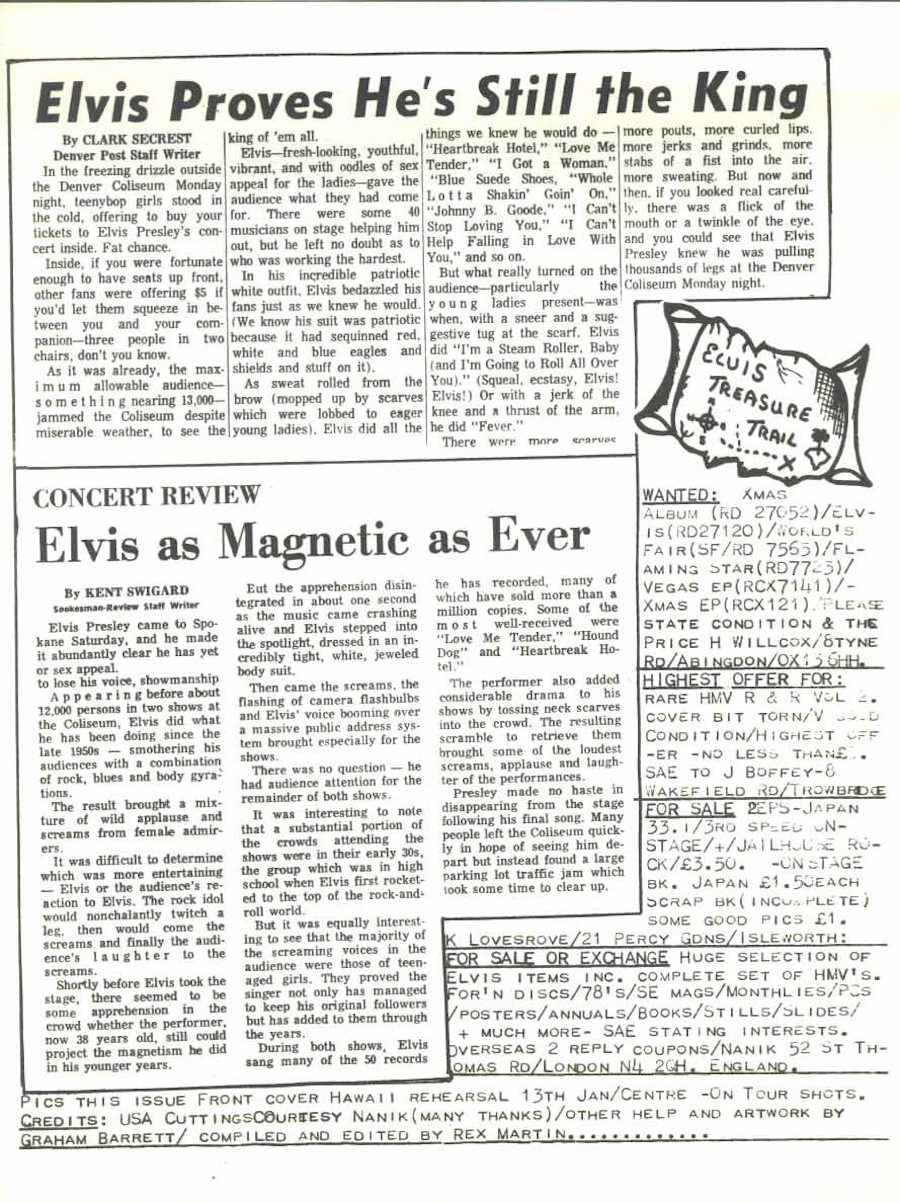 Elvis Proves He's Still the King
By CLARK SECREST
Denver Post Staff Writer
In the freezing drizzle outside
the Denver Coliseum Monday
night, teenybop girls stood in
the cold, offering to buy your
tickets to Elvis Presley's con-
cert inside. Fat chance.
Inside, if you were fortunate
enough to have seats up front,
other fans were offering $5 if
you'd let them squeeze in be-
tween you and your com-
panion—three people in two
chairs, don't you know.
As it was already, the max-
imum allowable audience—
something nearing 13,000—
jammed the Coliseum despite
miserable weather, to see the
king of 'em all.
Elvis—fresh-looking, youthful,
vibrant, and with oodles of sex
appeal for the ladies—gave the
audience what they had come
for. There were some 40
musicians on stage helping him
out, but he left no doubt as to
who was working the hardest.
In his incredible patriotic
white outfit, Elvis bedazzled his
fans just as we knew he would.
(We know his suit was patriotic
because it had sequinned red,
white and blue eagles and
shields and stuff on it).
As sweat rolled from the
brow (mopped up by scarves
which were lobbed to eager
young ladies). Elvis did all the
things we knew he would do —
"Heartbreak Hotel," "Love Me
Tender," "I Got a Woman,"
"Blue Suede Shoes, "Whole
Lotta Shakin' Goin' On,"
"Johnny B. Goode," "I Can't
Stop Loving You," "I Can't
Help Falling in Love With
You," and so on.
But what really turned on the
audience—particularly the
young ladies present—was
when, with a sneer and a sug-
gestive tug at the scarf. Elvis
did "I'm a Steam Roller, Baby
(and I'm Going to Roll All Over
You)." (Squeal, ecstasy, Elvis!
Elvis!) Or with a jerk of the
knee and a thrust of the arm,
he did "Fever."
There were more scarves
more pouts, more curled lips.
more jerks and grinds, more
stabs of a fist into the air.
more sweating. But now and
then, if you looked real careful-
ly, there was a flick of the
mouth or a twinkle of the eye.
and you could see that Elvis
Presley knew he was pulling
thousands of legs at the Denver
Coliseum Monday night.
ELVIS
TREASURE
TRAIL
X
CONCERT REVIEW
Elvis as Magnetic as Ever
By KENT SWIGARD
Spokesman-Review Staff Writer
Elvis Presley came to Spo-
kane Saturday, and he made
it abundantly clear he has yet
or sex appeal.
to lose his voice, showmanship
Appearing before about
12,000 persons in two shows at
the Coliseum, Elvis did what
he has been doing since the
late 1950s — smothering his
audiences with a combination
of rock, blues and body gyra-
tions.
The result brought a mix-
ture of wild applause and
screams from female admir-
ers.
It was difficult to determine
which was more entertaining
— Elvis or the audience's re-
action to Elvis. The rock idol
would nonchalantly twitch a
leg, then would come the
screams and finally the audi-
ence's laughter to the
screams.
Shortly before Elvis took the
stage, there seemed to be
some apprehension in the
crowd whether the performer,
now 38 years old, still could
project the magnetism he did
in his younger years.
But the apprehension disin-
tegrated in about one second
as the music came crashing
alive and Elvis stepped into
the spotlight, dressed in an in-
credibly tight, white, jeweled
body suit.
Then came the screams, the
flashing of camera flashbulbs
and Elvis' voice booming over
a massive public address sys-
tem brought especially for the
shows.
There was no question — he
had audience attention for the
remainder of both shows.
It was interesting to note
that a substantial portion of
the crowds attending the
shows were in their early 30s,
the group which was in high
school when Elvis first rocket-
ed to the top of the rock-and-
roll world.
But it was equally interest-
ing to see that the majority of
the screaming voices in the
audience were those of teen-
aged girls. They proved the
singer not only has managed
to keep his original followers
but has added to them through
the years.
During both shows, Elvis
sang many of the 50 records
he has recorded, many of
which have sold more than a
million copies. Some of the
most well-received were
"Love Me Tender," "Hound
Dog" and "Heartbreak Ho-
tel."
The performer also added
considerable drama to his
shows by tossing neck scarves
into the crowd. The resulting
scramble to retrieve them
brought some of the loudest
screams, applause and laugh-
ter of the performances.
Presley made no haste in
disappearing from the stage
following his final song. Many
people left the Coliseum quick-
ly in hope of seeing him de-
part but instead found a large
parking lot traffic jam which
took some time to clear up.
WANTED: XMAS
ALBUM (RD 27052)/ELV-
IS(RD27120)/WORLD'S
FAIR(SF/RD 7565)/FL-
AMING STAR(RD7723)/
VEGAS EP(RCX7141)/-
XMAS EP(RCX121). PLEASE
STATE CONDITION & THE
PRICE H WILLCOX/8TYNE
RD/ABINGDON/OX13 6HH.
HIGHEST OFFER FOR:
RARE HMV R & R VOL 2.
COVER BIT TORN/V GOOD
CONDITION/HIGHEST OFF
-ER -NO LESS THAN
SAE TO J BOFFEY-8
WAKEFIELD RD/TROWBRIDGE
FOR SALE 2EPS-JAPAN
33.1/3RD SPEED ON-
STAGE/+/JAILHOUSE RO-
CK/£3.50. -ON STAGE
BK. JAPAN £1.50EACH
SCRAP BK(INCOMPLETE)
SOME GOOD PICS £1.
K LOVESROVE/21 PERCY GDNS/ISLEWORTH:
FOR SALE OR EXCHANGE HUGE SELECTION OF
ELVIS ITEMS INC. COMPLETE SET OF HMV'S.
FOR'N DISCS/78'S/SE MAGS/MONTHLIES/PCS
/POSTERS/ANNUALS/BOOKS/STILLS/SLIDES/
+ MUCH MORE- SAE STATING INTERESTS.
OVERSEAS 2 REPLY COUPONS/NANIK 52 ST TH-
OMAS RD/LONDON N4 2QH. ENGLAND.
PICS THIS ISSUE FRONT COVER HAWAII REHEARSAL 13TH JAN/CENTRE -ON TOUR SHOTS.
CREDITS: USA CUTTINGSCOURTESY NANIK(MANY THANKS)/OTHER HELP AND ARTWORK BY
GRAHAM BARRETT/ COMPILED AND EDITED BY REX MARTIN.............